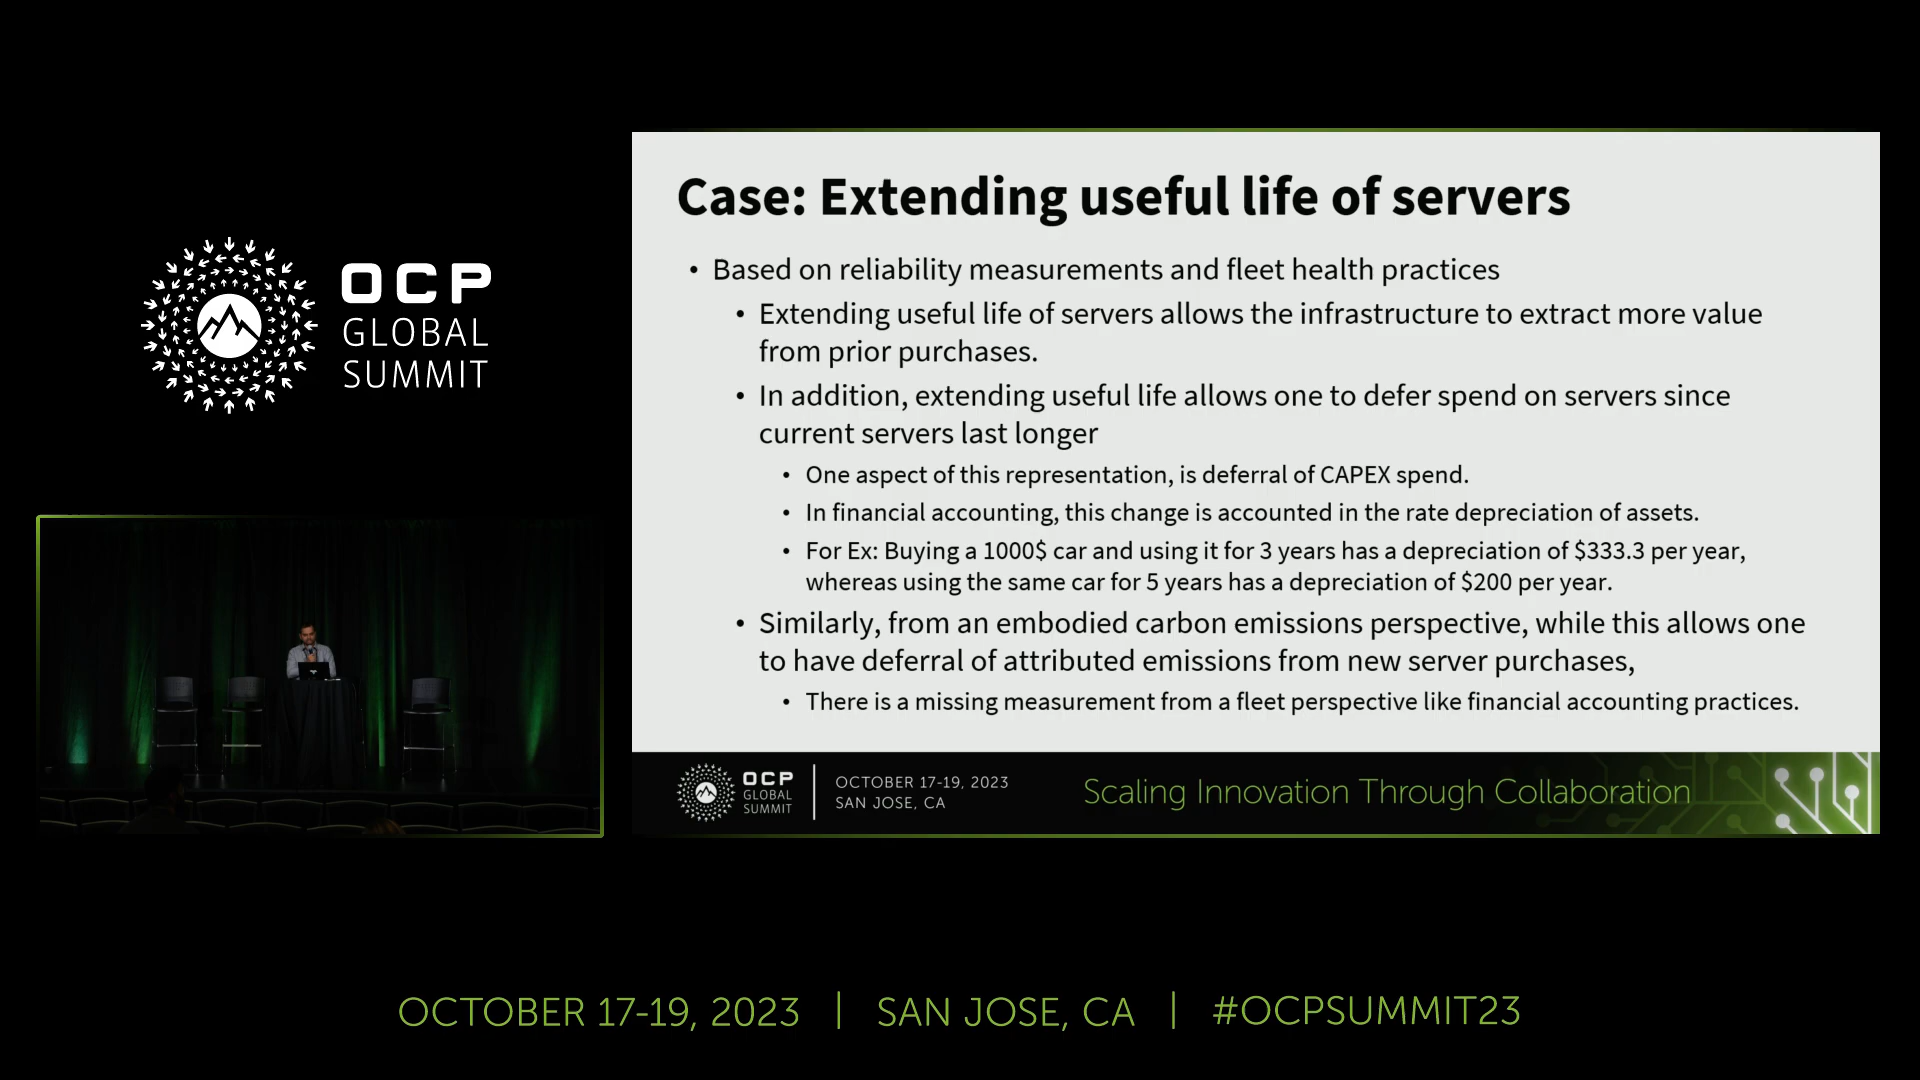 OCP
GLOBAL
SUMMIT
Case: Extending useful life of servers
• Based on reliability measurements and fleet health practices
• Extending useful life of servers allows the infrastructure to extract more value
from prior purchases.
• In addition, extending useful life allows one to defer spend on servers since
current servers last longer
• One aspect of this representation, is deferral of CAPEX spend.
• In financial accounting, this change is accounted in the rate depreciation of assets.
• For Ex: Buying a 1000$ car and using it for 3 years has a depreciation of $333.3 per year,
whereas using the same car for 5 years has a depreciation of $200 per year.
• Similarly, from an embodied carbon emissions perspective, while this allows one
to have deferral of attributed emissions from new server purchases,
• There is a missing measurement from a fleet perspective like financial accounting practices.
OCP
GLOBAL
SUMMIT
OCTOBER 17-19, 2023
SAN JOSE, CA
Scaling Innovation Through Collaboration
OCTOBER 17-19, 2023 | SAN JOSE, CA | #OCPSUMMIT23